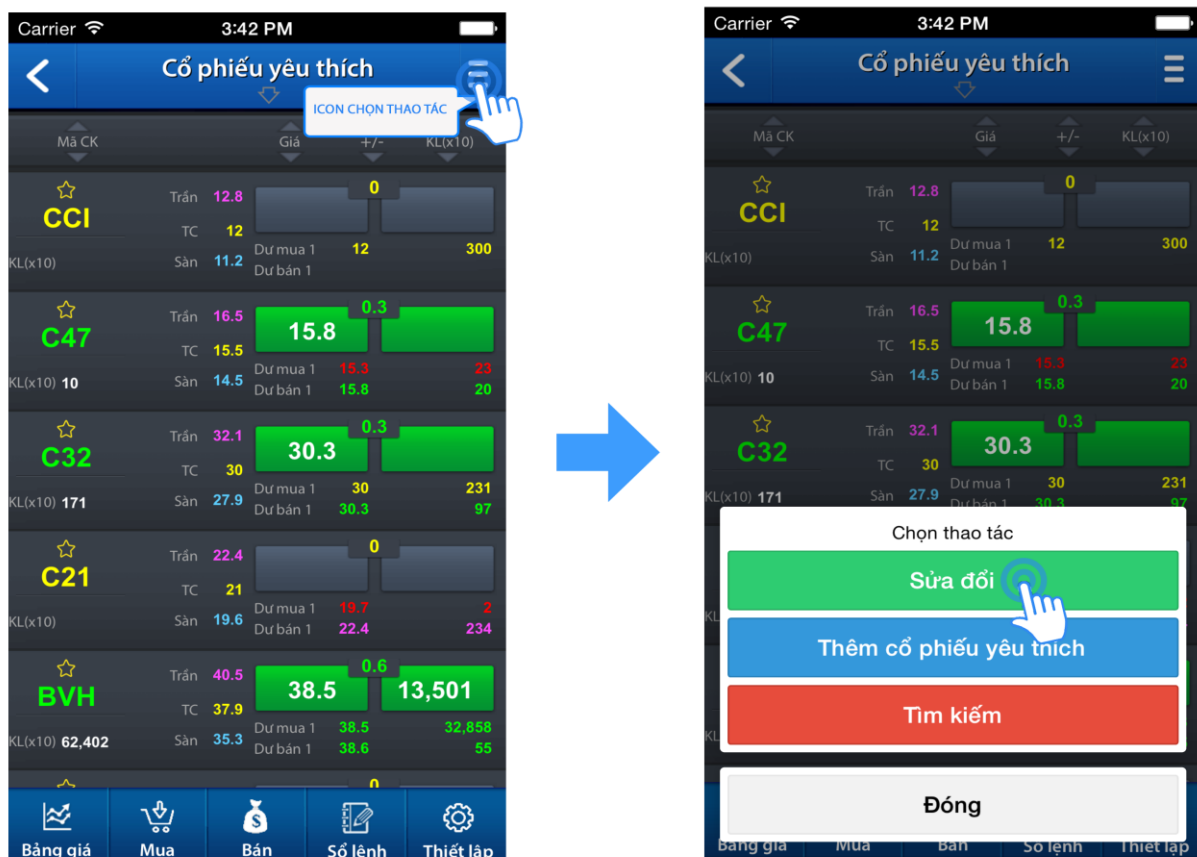 Carrier 3:42 PM
Cổ phiếu yêu thích
ICON CHỌN THAO TÁC
Mã CK Giá +/- KL(x10)
CCI
Trần 12.8 0
TC 12
KL(x10) Sàn 11.2
Dư mua 1 12 300
Dư bán 1
C47
Trần 16.5 0.3
15.8
TC 15.5
KL(x10) 10 Sàn 14.5
Dư mua 1 15.3 23
Dư bán 1 15.8 20
C32
Trần 32.1 0.3
30.3
TC 30
KL(x10) 171 Sàn 27.9
Dư mua 1 30 231
Dư bán 1 30.3 97
C21
Trần 22.4 0
TC 21
KL(x10) Sàn 19.6
Dư mua 1 19.7 2
Dư bán 1 22.4 234
BVH
Trần 40.5 0.6
38.5 13,501
TC 37.9
KL(x10) 62,402 Sàn 35.3
Dư mua 1 38.5 32,858
Dư bán 1 38.6 55
0
Bảng giá Mua Bán Sổ lệnh Thiết lập
Carrier 3:42 PM
Cổ phiếu yêu thích
Mã CK Giá +/- KL(x10)
CCI
Trần 12.8 0
TC 12
KL(x10) Sàn 11.2
Dư mua 1 12 300
Dư bán 1
C47
Trần 16.5 0.3
15.8
TC 15.5
KL(x10) 10 Sàn 14.5
Dư mua 1 15.3 23
Dư bán 1 15.8 20
C32
Trần 32.1 0.3
30.3
TC 30
KL(x10) 171 Sàn 27.9
Dư mua 1 30 231
Dư bán 1 30.3 97
Chọn thao tác
Sửa đổi
KL
Thêm cổ phiếu yêu thích
Tìm kiếm
KL
Đóng
Bảng giá Mua Bán Sổ lệnh Thiết lập